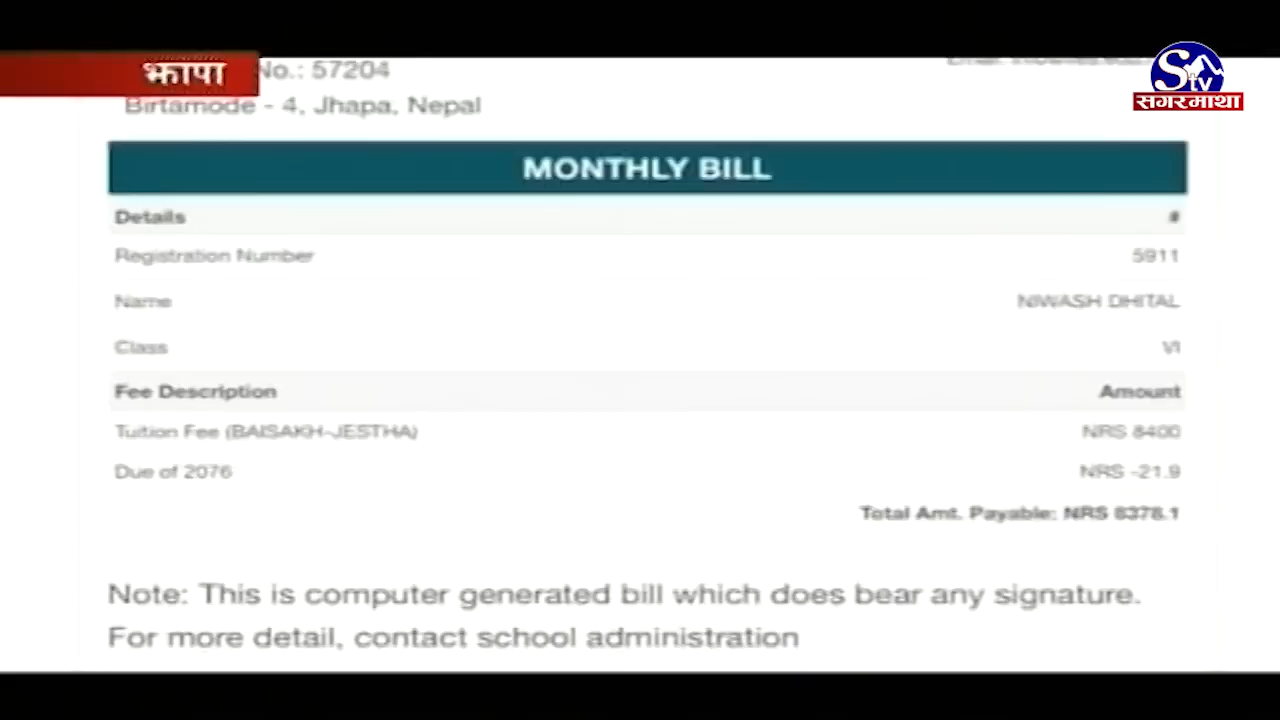 झापा
No.: 57204
Birtamode - 4, Jhapa, Nepal
Stv
सगरमाथा
MONTHLY BILL
Details #
Registration Number 5911
Name NIWASH DHITAL
Class VI
Fee Description Amount
Tuition Fee (BAISAKH-JESTHA) NRS 8400
Due of 2076 NRS -21.9
Total Amt. Payable: NRS 8378.1
Note: This is computer generated bill which does bear any signature.
For more detail, contact school administration